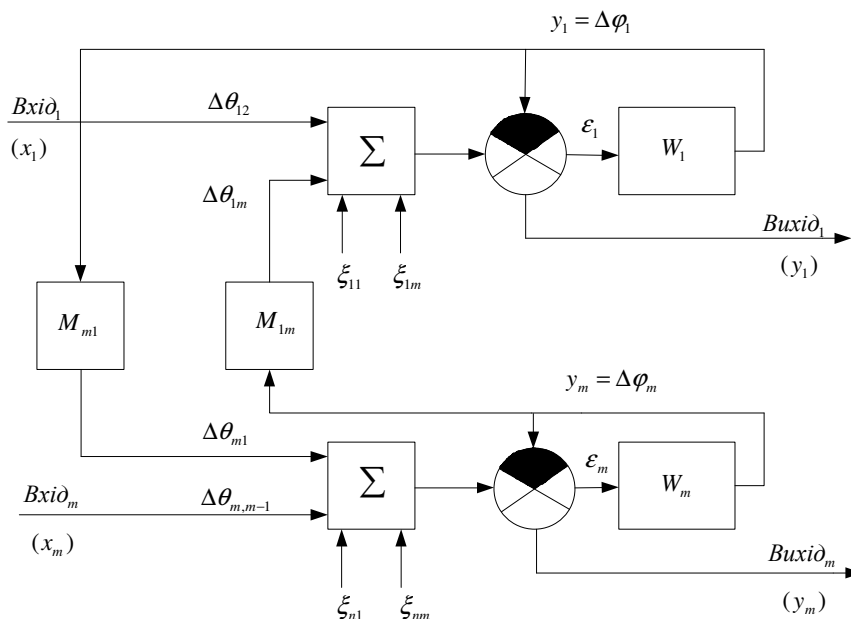 y₁ = Δφ₁
Вхід₁
(x₁)
Δθ₁₂
Σ
ε₁
W₁
Δθ₁ₘ
ξ₁₁
ξ₁ₘ
Вихід₁
(y₁)
Mₘ₁
M₁ₘ
yₘ = Δφₘ
Δθₘ₁
Σ
εₘ
Wₘ
Вхідₘ
(xₘ)
Δθₘ,ₘ₋₁
ξₙ₁
ξₙₘ
Вихідₘ
(yₘ)